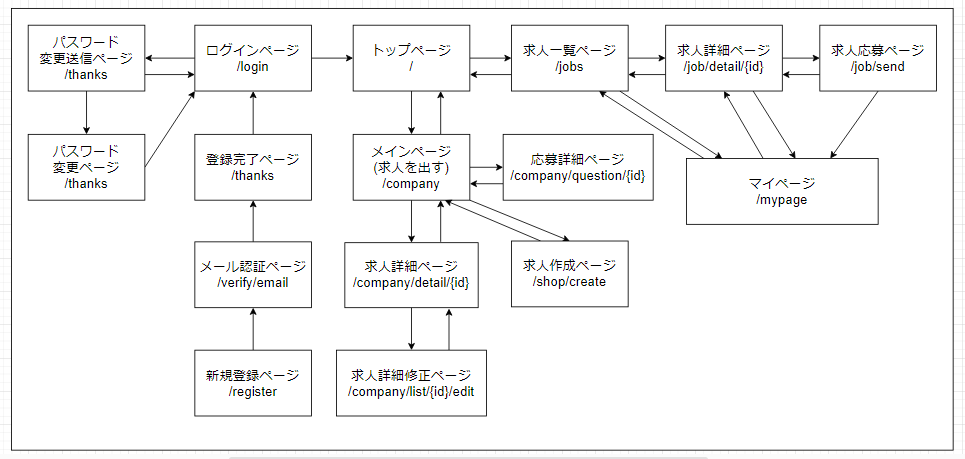 パスワード
変更送信ページ
/thanks
ログインページ
/login
トップページ
/
求人一覧ページ
/jobs
求人詳細ページ
/job/detail/{id}
求人応募ページ
/job/send
パスワード
変更ページ
/thanks
登録完了ページ
/thanks
メインページ
(求人を出す)
/company
応募詳細ページ
/company/question/{id}
マイページ
/mypage
メール認証ページ
/verify/email
求人詳細ページ
/company/detail/{id}
求人作成ページ
/shop/create
新規登録ページ
/register
求人詳細修正ページ
/company/list/{id}/edit